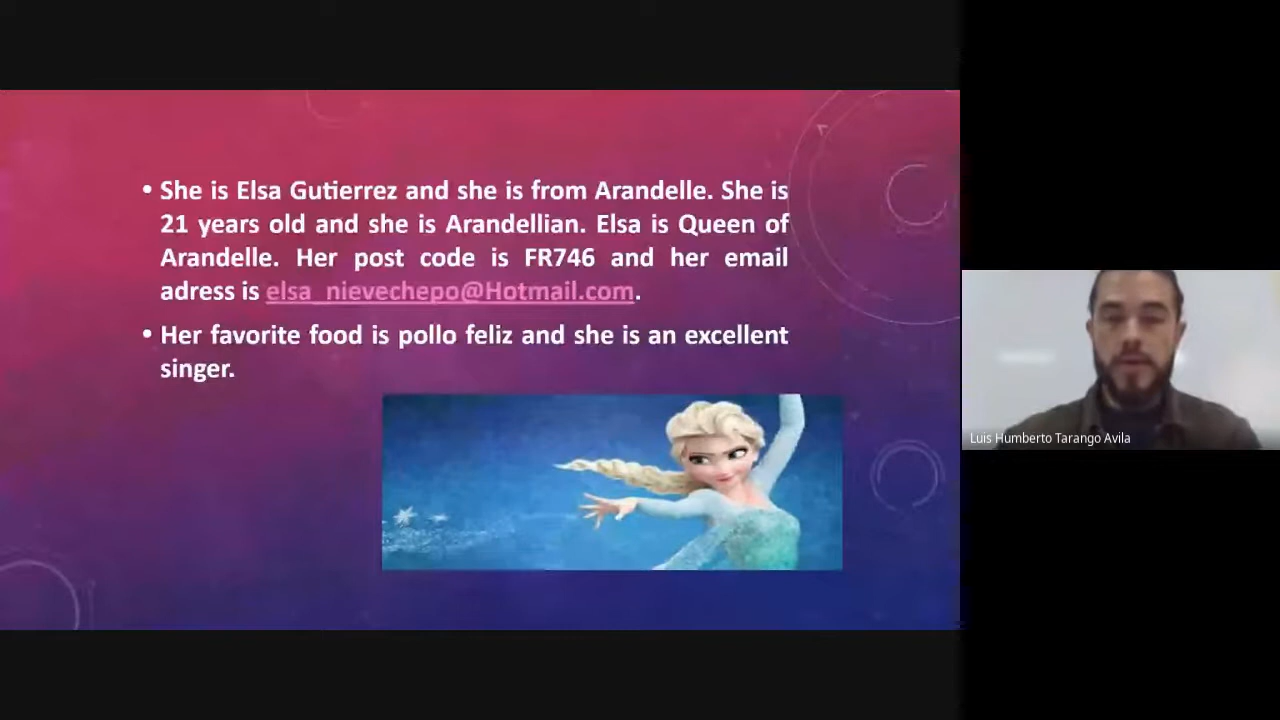 • She is Elsa Gutierrez and she is from Arandelle. She is
21 years old and she is Arandellian. Elsa is Queen of
Arandelle. Her post code is FR746 and her email
adress is elsa_nievechepo@Hotmail.com.
• Her favorite food is pollo feliz and she is an excellent
singer.
Luis Humberto Tarango Avila